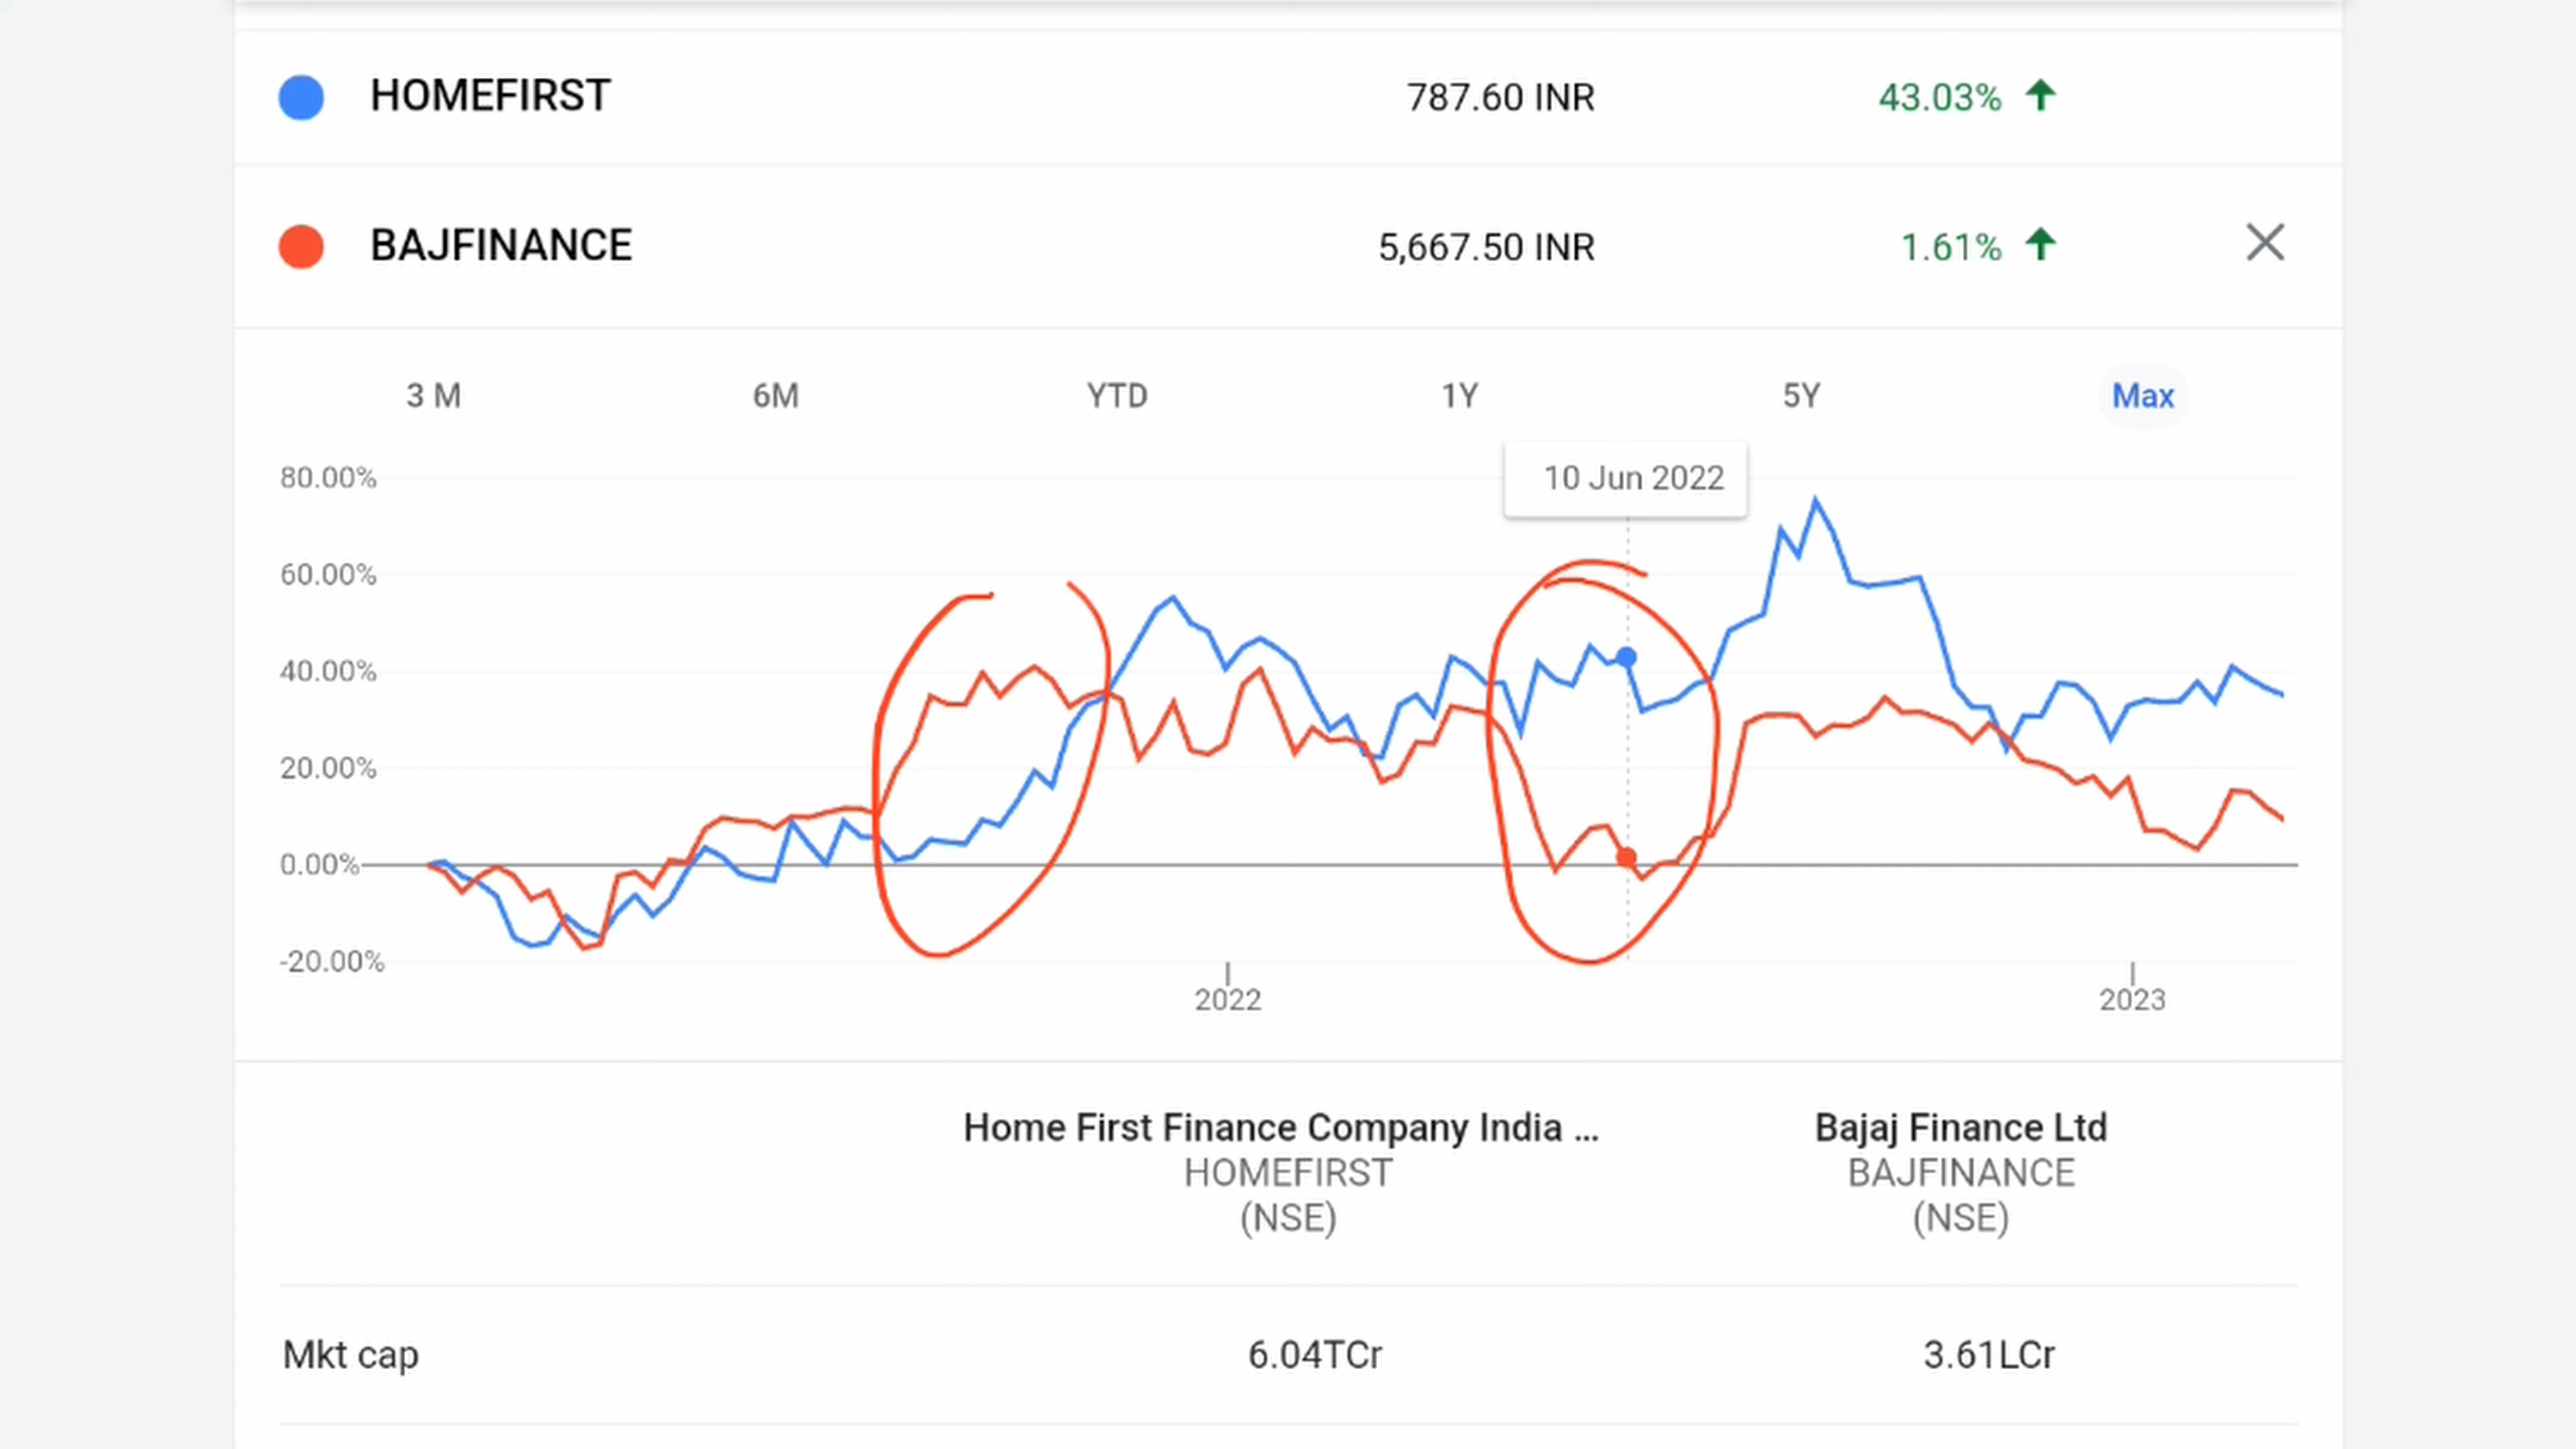 HOMEFIRST 787.60 INR 43.03%
BAJFINANCE 5,667.50 INR 1.61%
3 M 6M YTD 1Y 5Y Max
10 Jun 2022
80.00%
60.00%
40.00%
20.00%
0.00%
-20.00%
2022 2023
Home First Finance Company India ... Bajaj Finance Ltd
HOMEFIRST BAJFINANCE
(NSE) (NSE)
Mkt cap 6.04TCr 3.61LCr